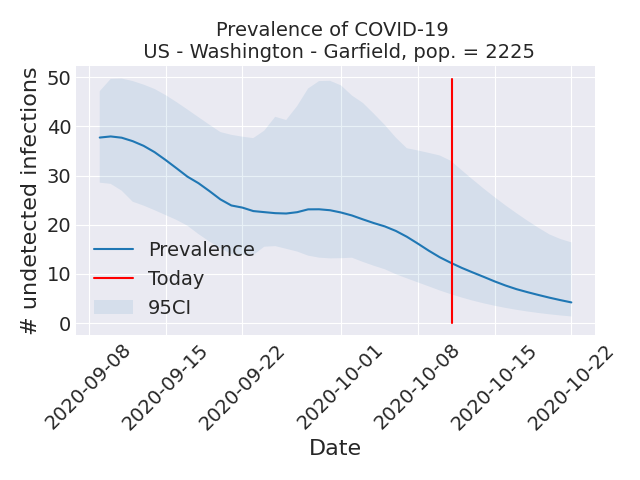 Prevalence of COVID-19
US - Washington - Garfield, pop. = 2225
# undetected infections
50
40
30
20
10
0
Prevalence
Today
95CI
2020-09-08
2020-09-15
2020-09-22
2020-10-01
2020-10-08
2020-10-15
2020-10-22
Date